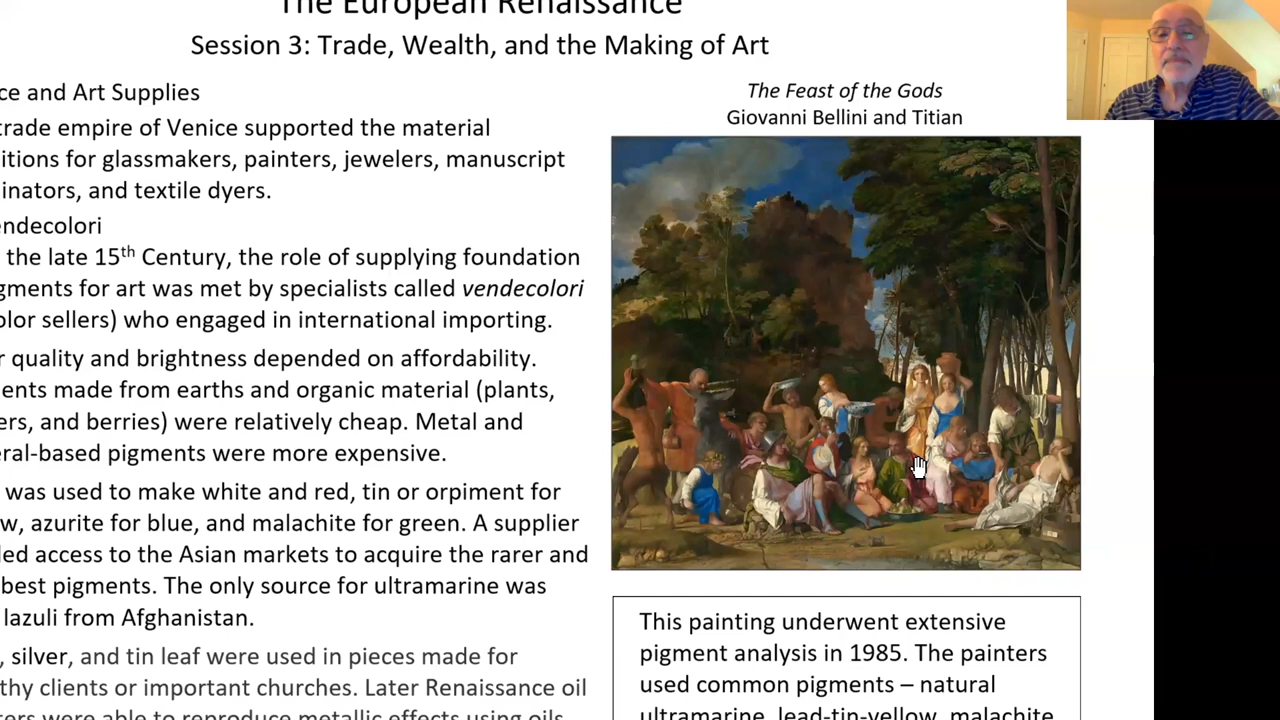 The European Renaissance
Session 3: Trade, Wealth, and the Making of Art
ce and Art Supplies
trade empire of Venice supported the material
itions for glassmakers, painters, jewelers, manuscript
inators, and textile dyers.
endecolori
the late 15th Century, the role of supplying foundation
gments for art was met by specialists called vendecolori
olor sellers) who engaged in international importing.
r quality and brightness depended on affordability.
ents made from earths and organic material (plants,
ers, and berries) were relatively cheap. Metal and
eral-based pigments were more expensive.
was used to make white and red, tin or orpiment for
w, azurite for blue, and malachite for green. A supplier
led access to the Asian markets to acquire the rarer and
best pigments. The only source for ultramarine was
lazuli from Afghanistan.
, silver, and tin leaf were used in pieces made for
thy clients or important churches. Later Renaissance oil
ters were able to reproduce metallic effects using oils
The Feast of the Gods
Giovanni Bellini and Titian
This painting underwent extensive
pigment analysis in 1985. The painters
used common pigments – natural
ultramarine, lead-tin-yellow, malachite